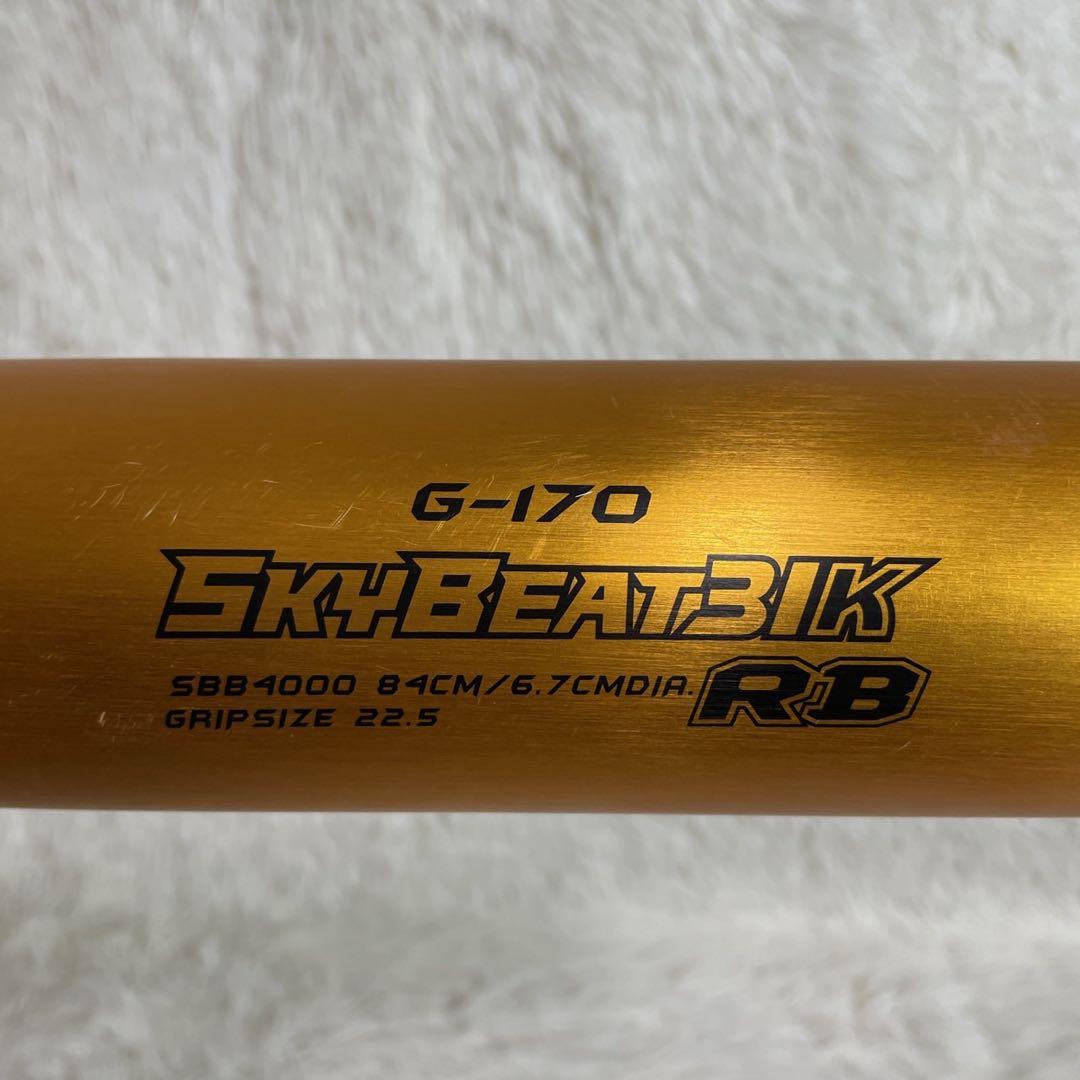 G-170
SKYBEAT31K
SBB4000 84CM/6.7CMDIA.
GRIPSIZE 22.5
RB